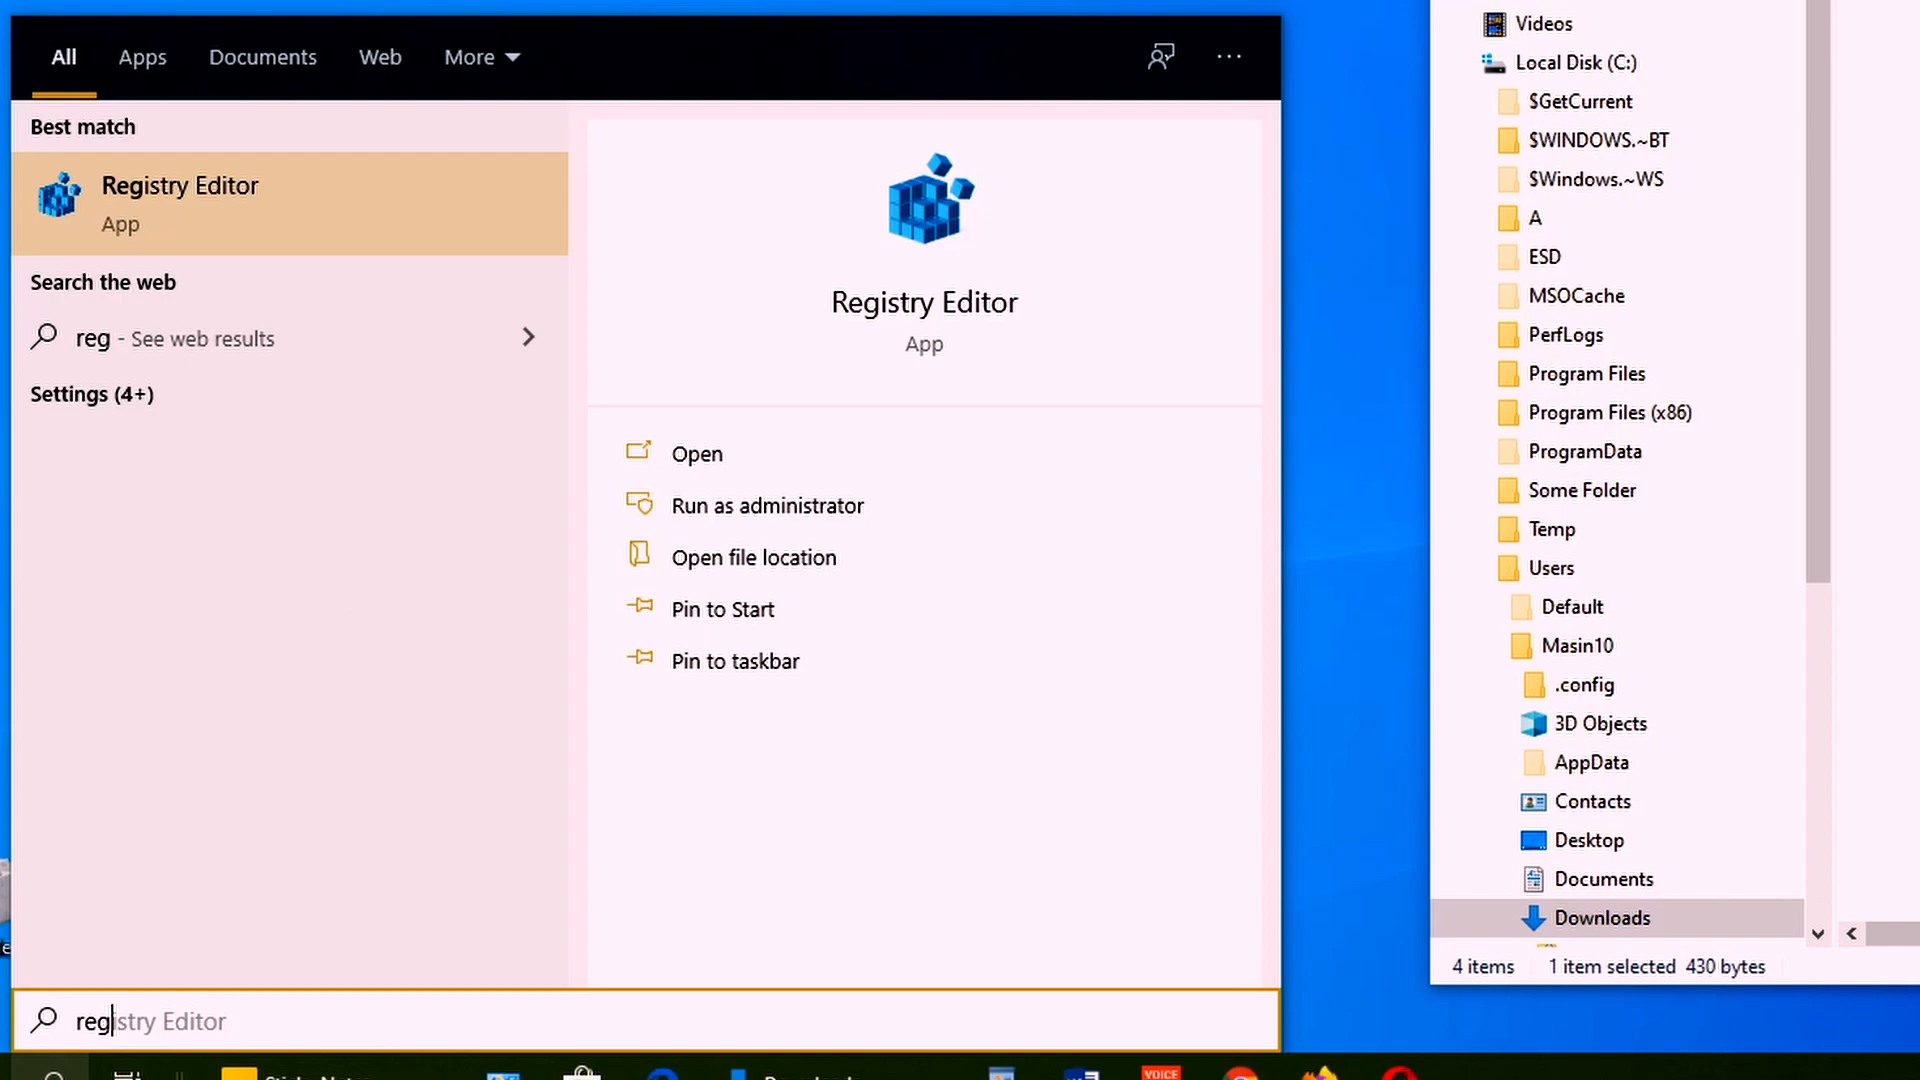 All Apps Documents Web More
Best match
Registry Editor
App
Search the web
reg - See web results
Settings (4+)
Registry Editor
App
Open
Run as administrator
Open file location
Pin to Start
Pin to taskbar
registry Editor
Videos
Local Disk (C:)
$GetCurrent
$WINDOWS.~BT
$Windows.~WS
A
ESD
MSOCache
PerfLogs
Program Files
Program Files (x86)
ProgramData
Some Folder
Temp
Users
Default
Masin10
.config
3D Objects
AppData
Contacts
Desktop
Documents
Downloads
4 items 1 item selected 430 bytes
VOICE